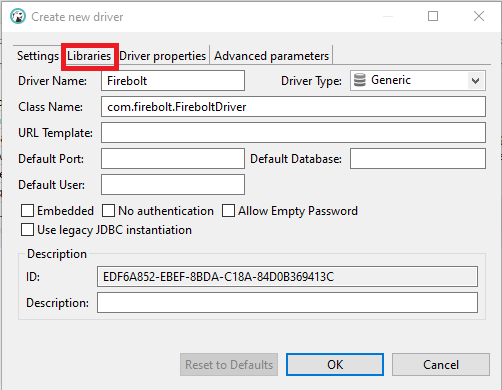 Create new driver
Settings Libraries Driver properties Advanced parameters
Driver Name: Firebolt Driver Type: Generic
Class Name: com.firebolt.FireboltDriver
URL Template:
Default Port: Default Database:
Default User:
Embedded No authentication Allow Empty Password
Use legacy JDBC instantiation
Description
ID: EDF6A852-EBEF-8BDA-C18A-84D0B369413C
Description:
Reset to Defaults OK Cancel